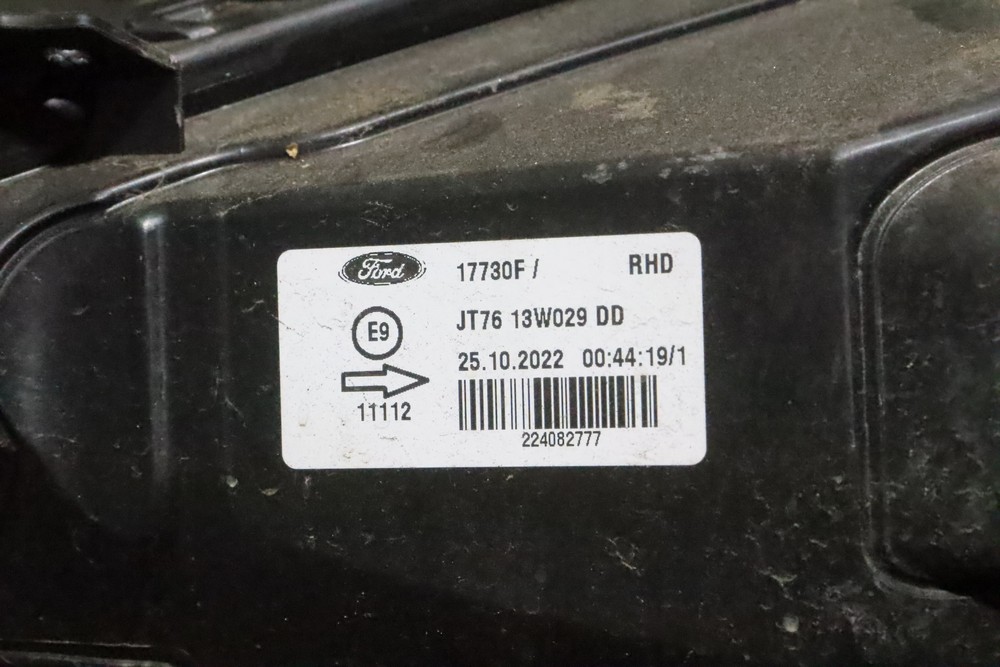 Ford 17730F / RHD
E9 JT76 13W029 DD
25.10.2022 00:44:19/1
11112
224082777